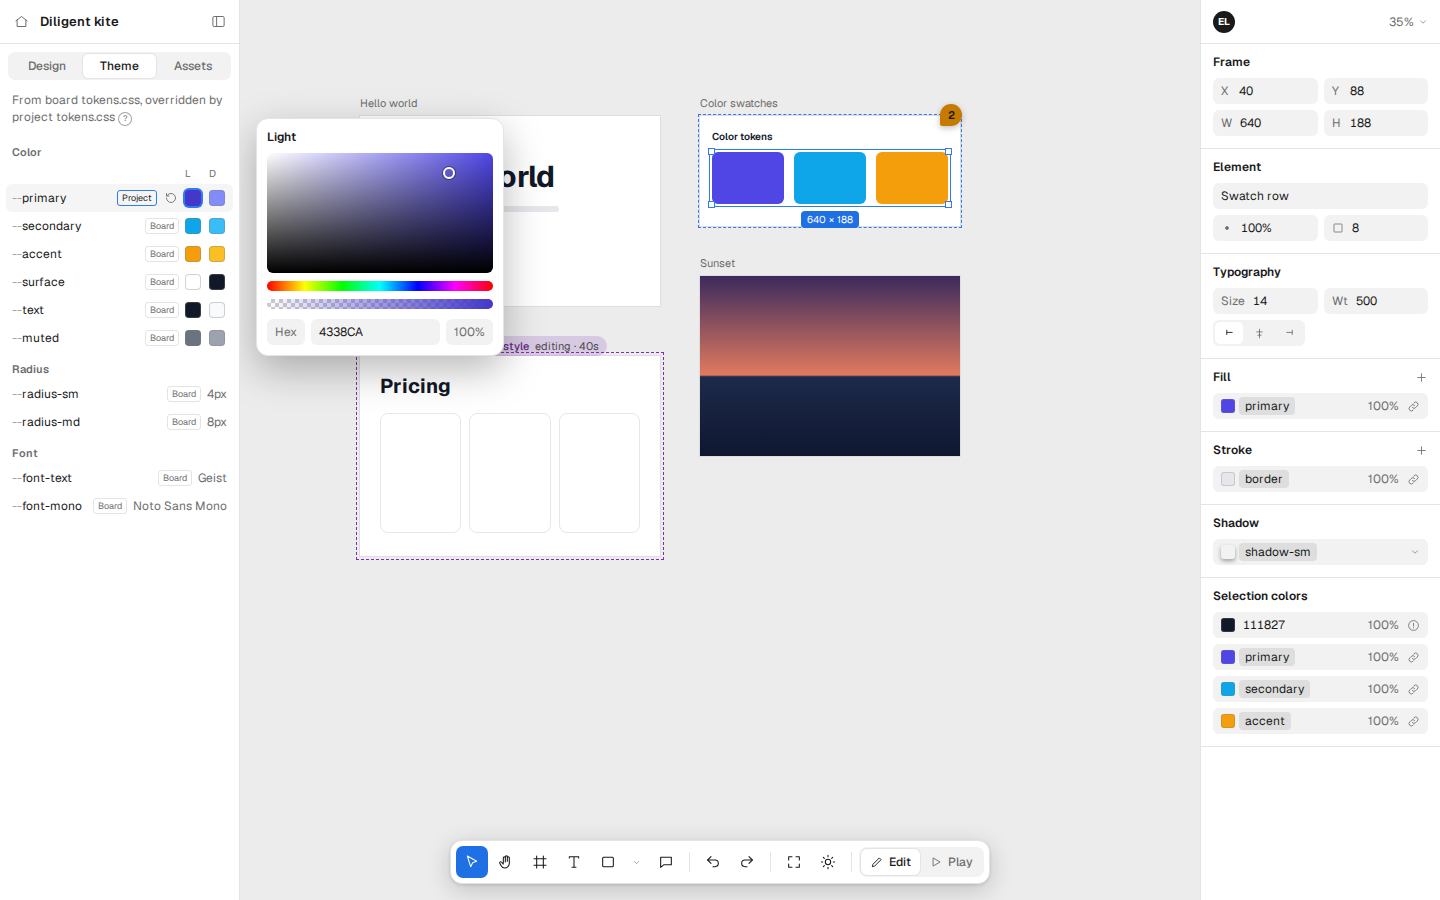 Diligent kite
Design
Theme
Assets
From board tokens.css, overridden by
project tokens.css ?
Color
L D
--primary Project
--secondary Board
--accent Board
--surface Board
--text Board
--muted Board
Radius
--radius-sm Board 4px
--radius-md Board 8px
Font
--font-text Board Geist
--font-mono Board Noto Sans Mono
Hello world
Light
Hex 4338CA 100%
orld
style editing · 40s
Pricing
Color swatches
2
Color tokens
640 × 188
Sunset
Edit
Play
EL
35%
Frame
X 40
Y 88
W 640
H 188
Element
Swatch row
100%
8
Typography
Size 14
Wt 500
Fill
primary 100%
Stroke
border 100%
Shadow
shadow-sm
Selection colors
111827 100%
primary 100%
secondary 100%
accent 100%